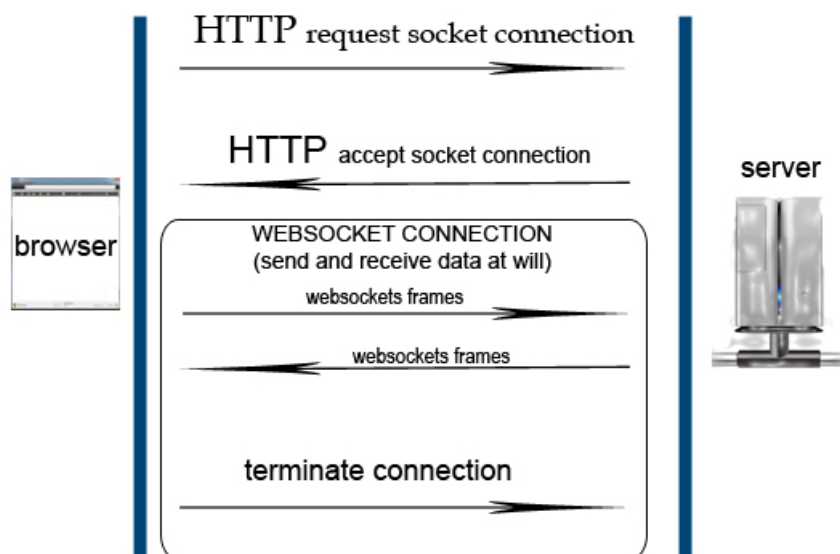 HTTP request socket connection
HTTP accept socket connection
server
browser
WEBSOCKET CONNECTION
(send and receive data at will)
websockets frames
websockets frames
terminate connection